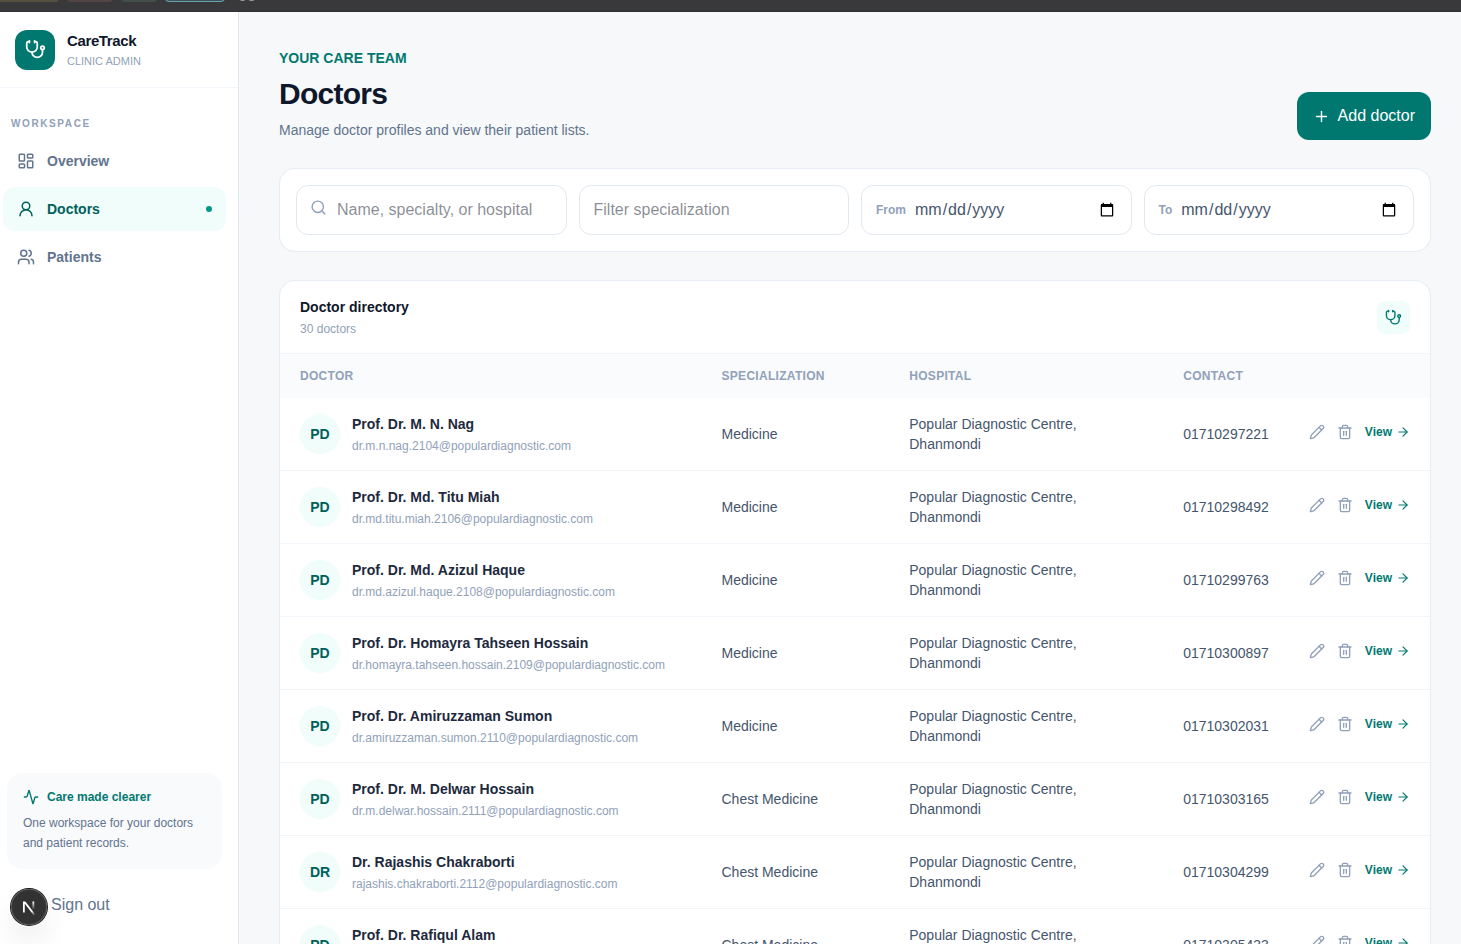 CareTrack
CLINIC ADMIN
WORKSPACE
Overview
Doctors
Patients
Care made clearer
One workspace for your doctors
and patient records.
N Sign out
YOUR CARE TEAM
Doctors
Manage doctor profiles and view their patient lists.
Add doctor
Name, specialty, or hospital
Filter specialization
From mm/dd/yyyy
To mm/dd/yyyy
Doctor directory
30 doctors
DOCTOR SPECIALIZATION HOSPITAL CONTACT
PD Prof. Dr. M. N. Nag
dr.m.n.nag.2104@populardiagnostic.com
Medicine
Popular Diagnostic Centre,
Dhanmondi
01710297221 View
PD Prof. Dr. Md. Titu Miah
dr.md.titu.miah.2106@populardiagnostic.com
Medicine
Popular Diagnostic Centre,
Dhanmondi
01710298492 View
PD Prof. Dr. Md. Azizul Haque
dr.md.azizul.haque.2108@populardiagnostic.com
Medicine
Popular Diagnostic Centre,
Dhanmondi
01710299763 View
PD Prof. Dr. Homayra Tahseen Hossain
dr.homayra.tahseen.hossain.2109@populardiagnostic.com
Medicine
Popular Diagnostic Centre,
Dhanmondi
01710300897 View
PD Prof. Dr. Amiruzzaman Sumon
dr.amiruzzaman.sumon.2110@populardiagnostic.com
Medicine
Popular Diagnostic Centre,
Dhanmondi
01710302031 View
PD Prof. Dr. M. Delwar Hossain
dr.m.delwar.hossain.2111@populardiagnostic.com
Chest Medicine
Popular Diagnostic Centre,
Dhanmondi
01710303165 View
DR Dr. Rajashis Chakraborti
rajashis.chakraborti.2112@populardiagnostic.com
Chest Medicine
Popular Diagnostic Centre,
Dhanmondi
01710304299 View
PD Prof. Dr. Rafiqul Alam
Chest Medicine
Popular Diagnostic Centre,
View